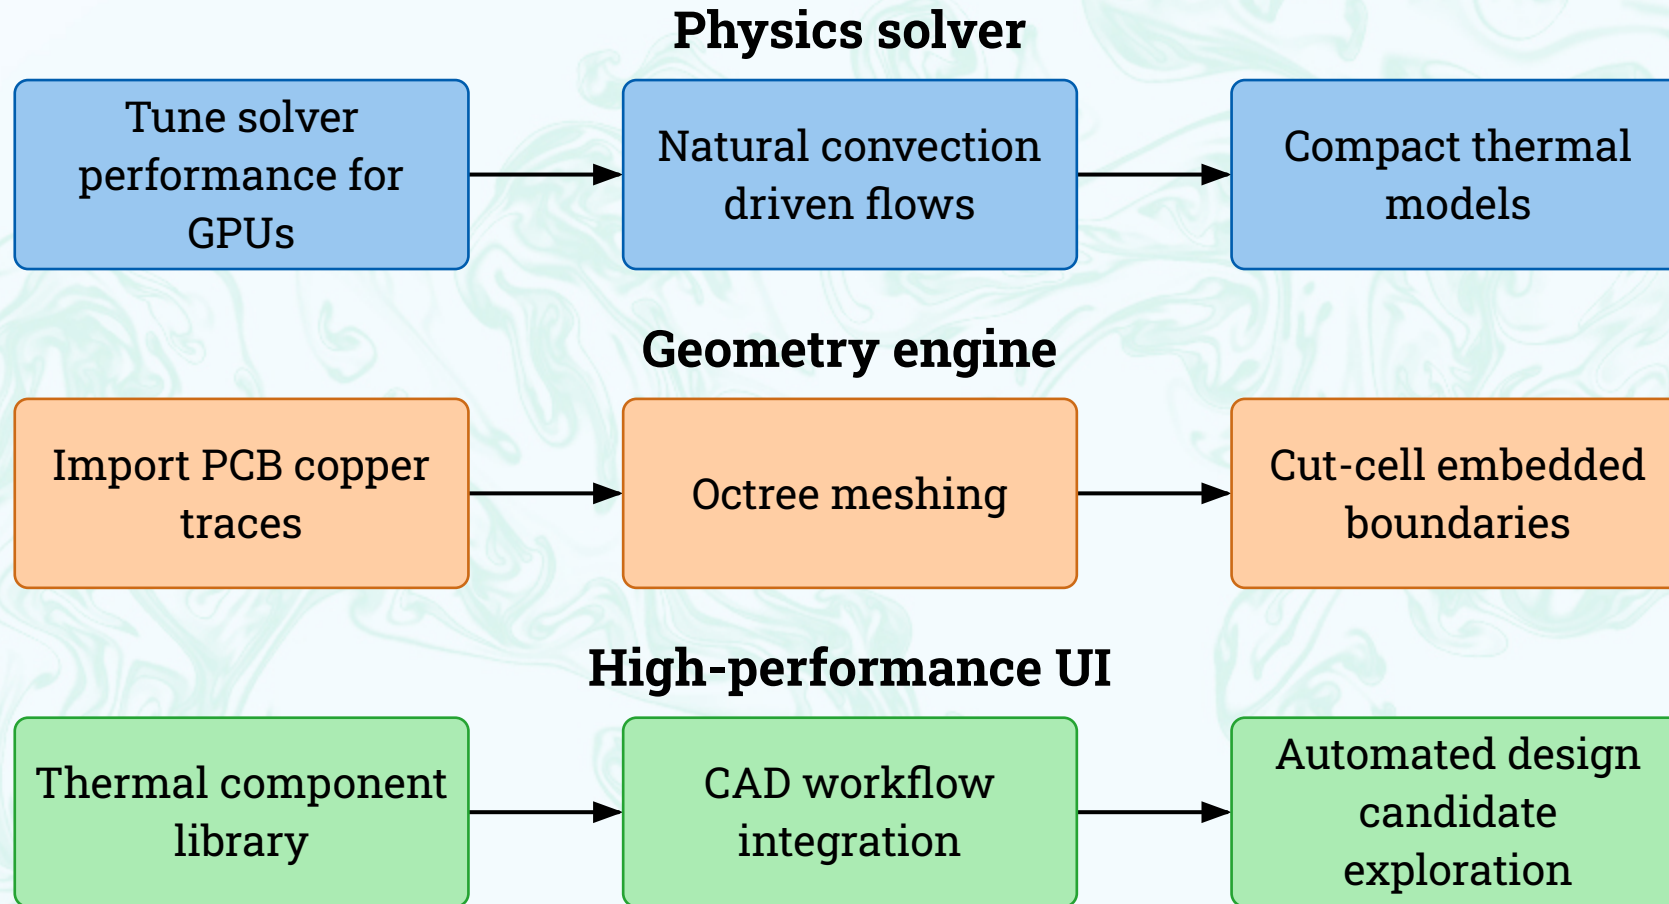 Physics solver
Tune solver
performance for
GPUs
Natural convection
driven flows
Compact thermal
models
Geometry engine
Import PCB copper
traces
Octree meshing
Cut-cell embedded
boundaries
High-performance UI
Thermal component
library
CAD workflow
integration
Automated design
candidate
exploration